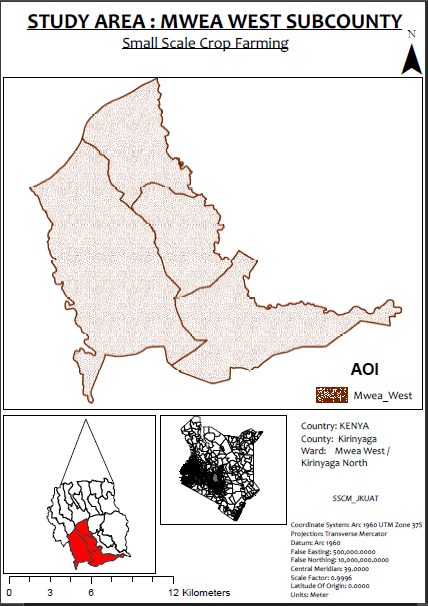 STUDY AREA : MWEA WEST SUBCOUNTY
Small Scale Crop Farming
N
AOI
Mwea_West
Country: KENYA
County: Kirinyaga
Ward: Mwea West /
Kirinyaga North
SSCM_JKUAT
Coordinate System: Arc 1960 UTM Zone 37S
Projection: Transverse Mercator
Datum: Arc 1960
False Easting: 500,000.0000
False Northing: 10,000,000.0000
Central Meridian: 39.0000
Scale Factor: 0.9996
Latitude Of Origin: 0.0000
Units: Meter
0 3 6 12 Kilometers